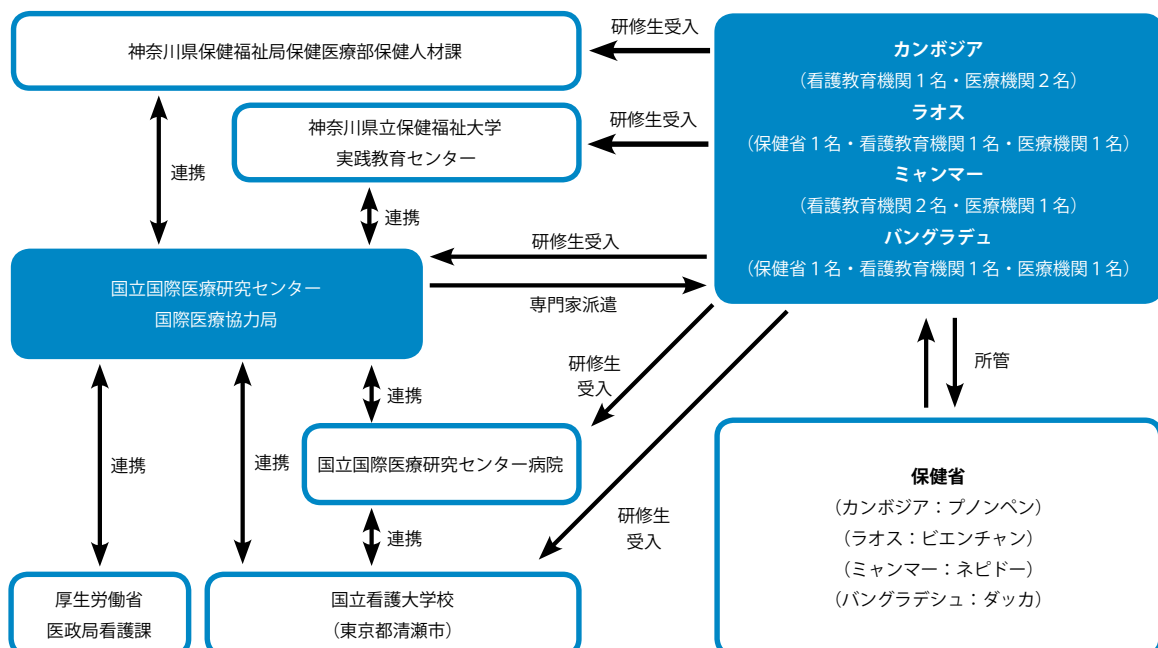 神奈川県保健福祉局保健医療部保健人材課
研修生受入
カンボジア
（看護教育機関１名・医療機関２名）
ラオス
（保健省１名・看護教育機関１名・医療機関１名）
ミャンマー
（看護教育機関２名・医療機関１名）
バングラデュ
（保健省１名・看護教育機関１名・医療機関１名）
神奈川県立保健福祉大学
実践教育センター
研修生受入
連携
連携
国立国際医療研究センター
国際医療協力局
研修生受入
専門家派遣
研修生
受入
所管
連携
連携
連携
国立国際医療研究センター病院
連携
研修生
受入
保健省
（カンボジア：プノンペン）
（ラオス：ビエンチャン）
（ミャンマー：ネピドー）
（バングラデシュ：ダッカ）
厚生労働省
医政局看護課
国立看護大学校
（東京都清瀬市）